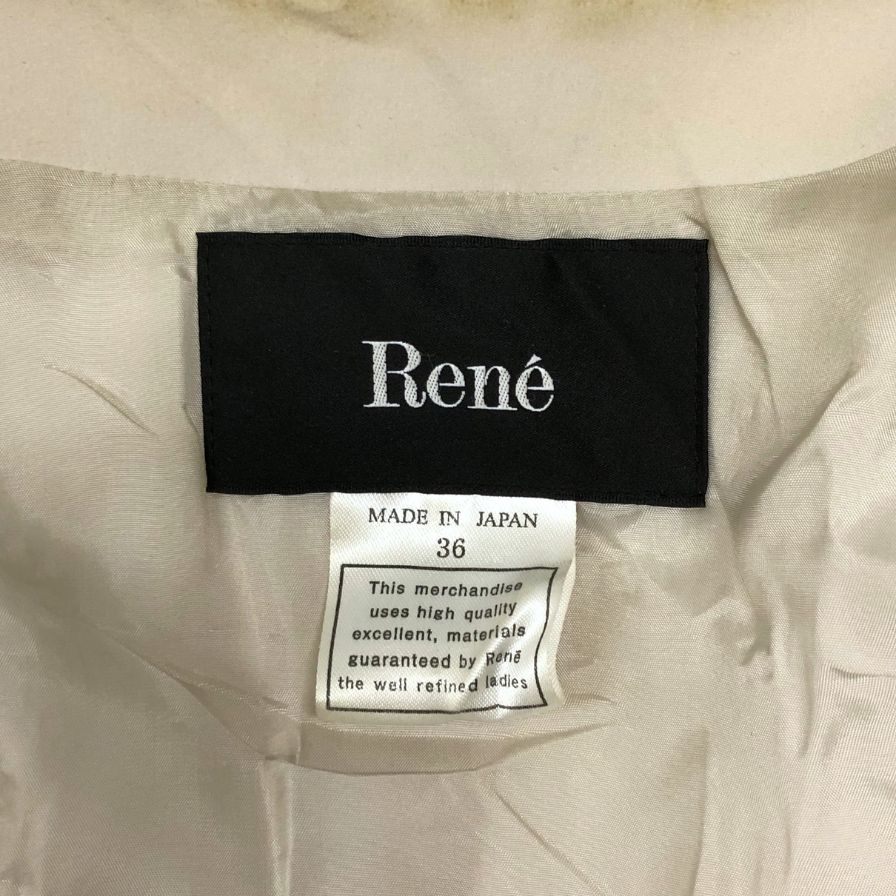 René
MADE IN JAPAN
36
This merchandise
uses high quality
excellent, materials
guaranteed by René
the well refined ladies